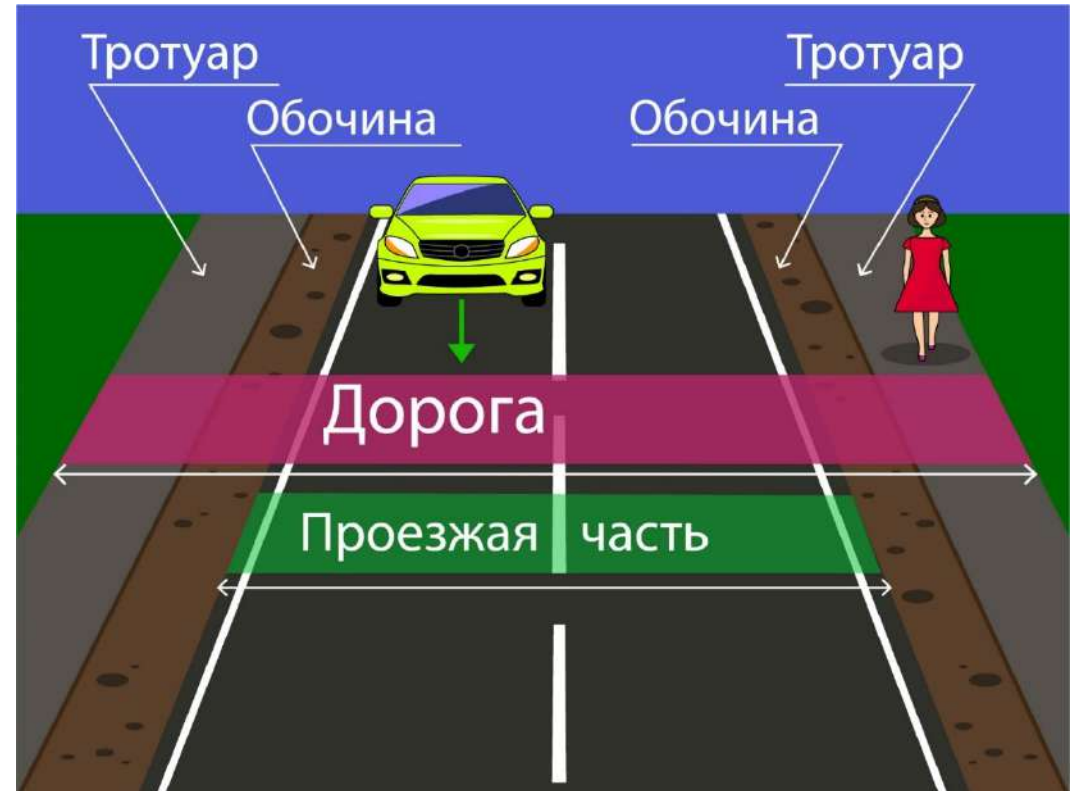 Тротуар
Тротуар
Обочина
Обочина
Дорога
Проезжая часть